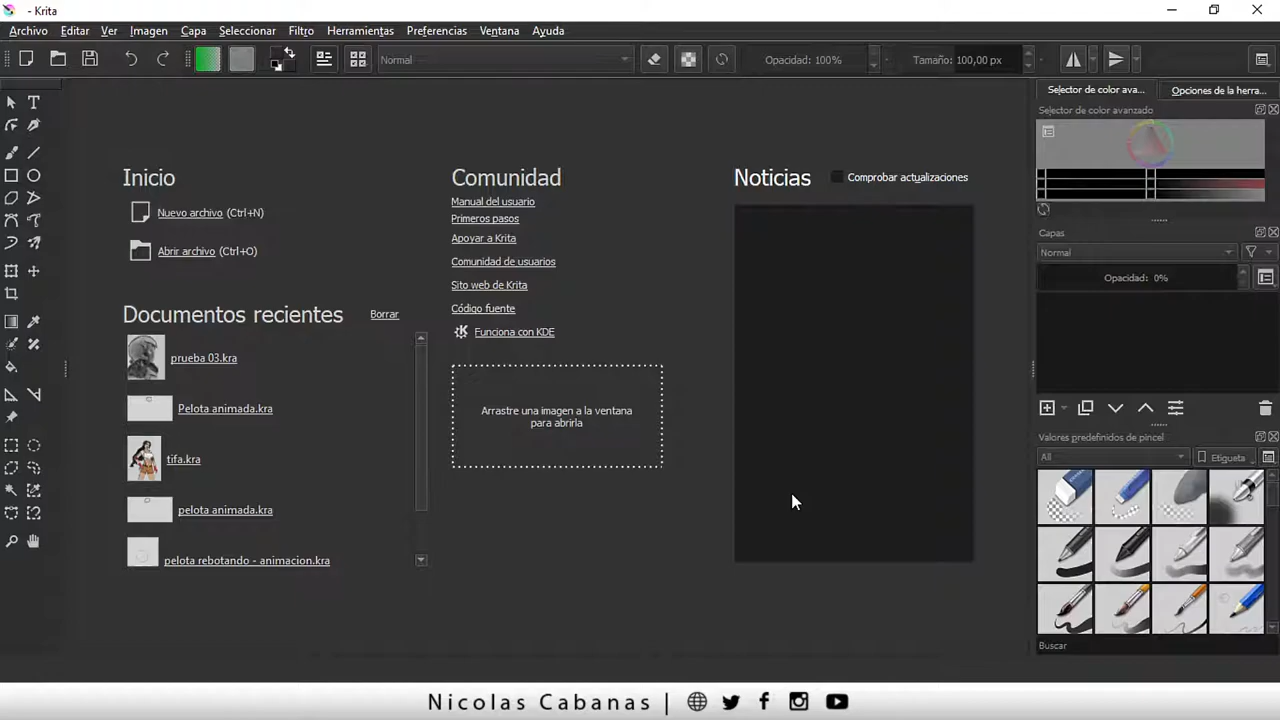 - Krita
Archivo Editar Ver Imagen Capa Seleccionar Filtro Herramientas Preferencias Ventana Ayuda
Normal Opacidad: 100% Tamaño: 100,00 px
Selector de color ava... Opciones de la herra...
Selector de color avanzado
Inicio
Nuevo archivo (Ctrl+N)
Abrir archivo (Ctrl+O)
Documentos recientes Borrar
prueba 03.kra
Pelota animada.kra
tifa.kra
pelota animada.kra
pelota rebotando - animacion.kra
Comunidad
Manual del usuario
Primeros pasos
Apoyar a Krita
Comunidad de usuarios
Sito web de Krita
Código fuente
Funciona con KDE
Arrastre una imagen a la ventana
para abrirla
Noticias Comprobar actualizaciones
Capas
Normal
Opacidad: 0%
Valores predefinidos de pincel
All Etiqueta
Buscar
Nicolas Cabanas |